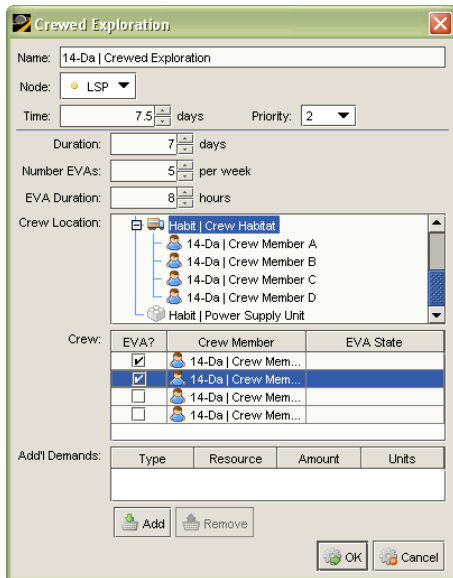 Crewed Exploration
Name: 14-Da | Crewed Exploration
Node: LSP
Time: 7.5 days Priority: 2
Duration: 7 days
Number EVAs: 5 per week
EVA Duration: 8 hours
Crew Location: Habit | Crew Habitat
14-Da | Crew Member A
14-Da | Crew Member B
14-Da | Crew Member C
14-Da | Crew Member D
Habit | Power Supply Unit
Crew: EVA? Crew Member EVA State
14-Da | Crew Mem...
14-Da | Crew Mem...
14-Da | Crew Mem...
14-Da | Crew Mem...
Add'l Demands: Type Resource Amount Units
Add Remove
OK Cancel